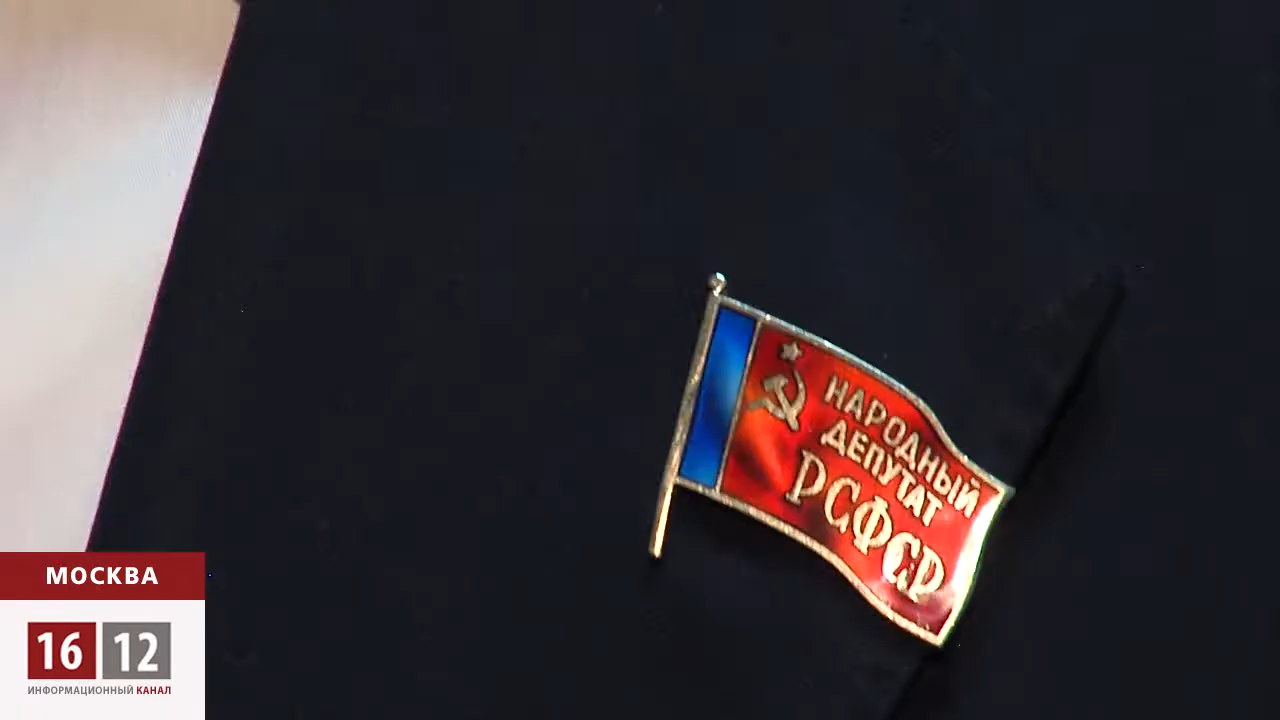 НАРОДНЫЙ
ДЕПУТАТ
РСФСР
МОСКВА
16 12
ИНФОРМАЦИОННЫЙ КАНАЛ